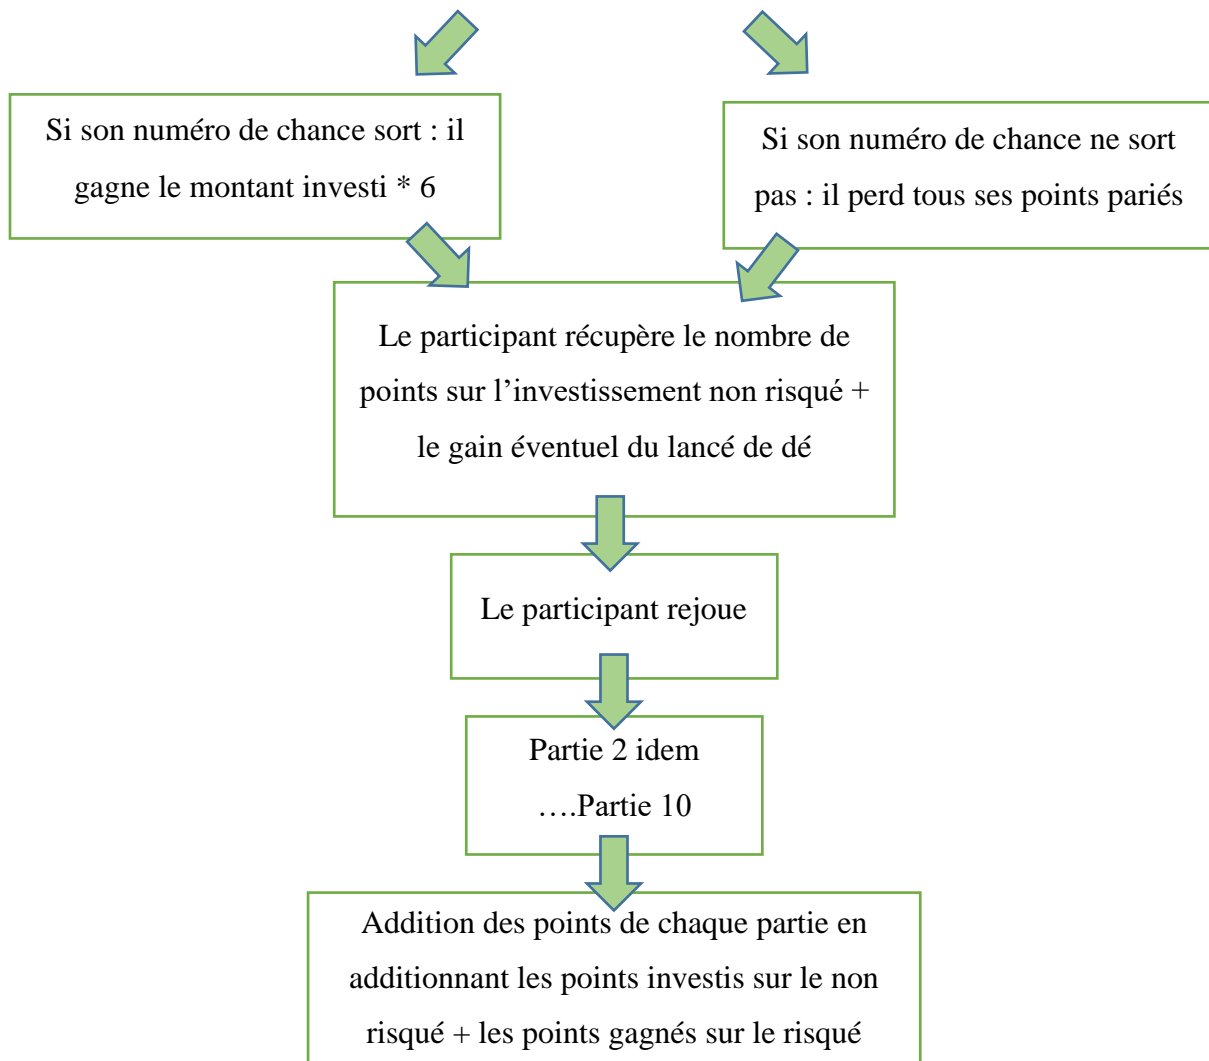 Si son numéro de chance sort : il
gagne le montant investi * 6
Si son numéro de chance ne sort
pas : il perd tous ses points pariés
Le participant récupère le nombre de
points sur l’investissement non risqué +
le gain éventuel du lancé de dé
Le participant rejoue
Partie 2 idem
….Partie 10
Addition des points de chaque partie en
additionnant les points investis sur le non
risqué + les points gagnés sur le risqué